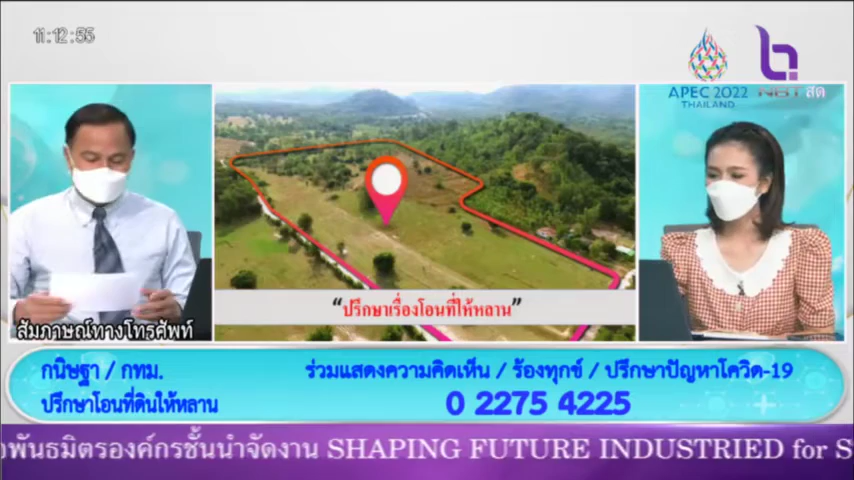 11:12:55
APEC 2022
THAILAND
NBT สด
สัมภาษณ์ทางโทรศัพท์
“ปรึกษาเรื่องโอนที่ให้หลาน”
กนิษฐา / กทม.
ปรึกษาโอนที่ดินให้หลาน
ร่วมแสดงความคิดเห็น / ร้องทุกข์ / ปรึกษาปัญหาโควิด-19
0 2275 4225
อพันธมิตรองค์กรชั้นนำจัดงาน SHAPING FUTURE INDUSTRIED for S